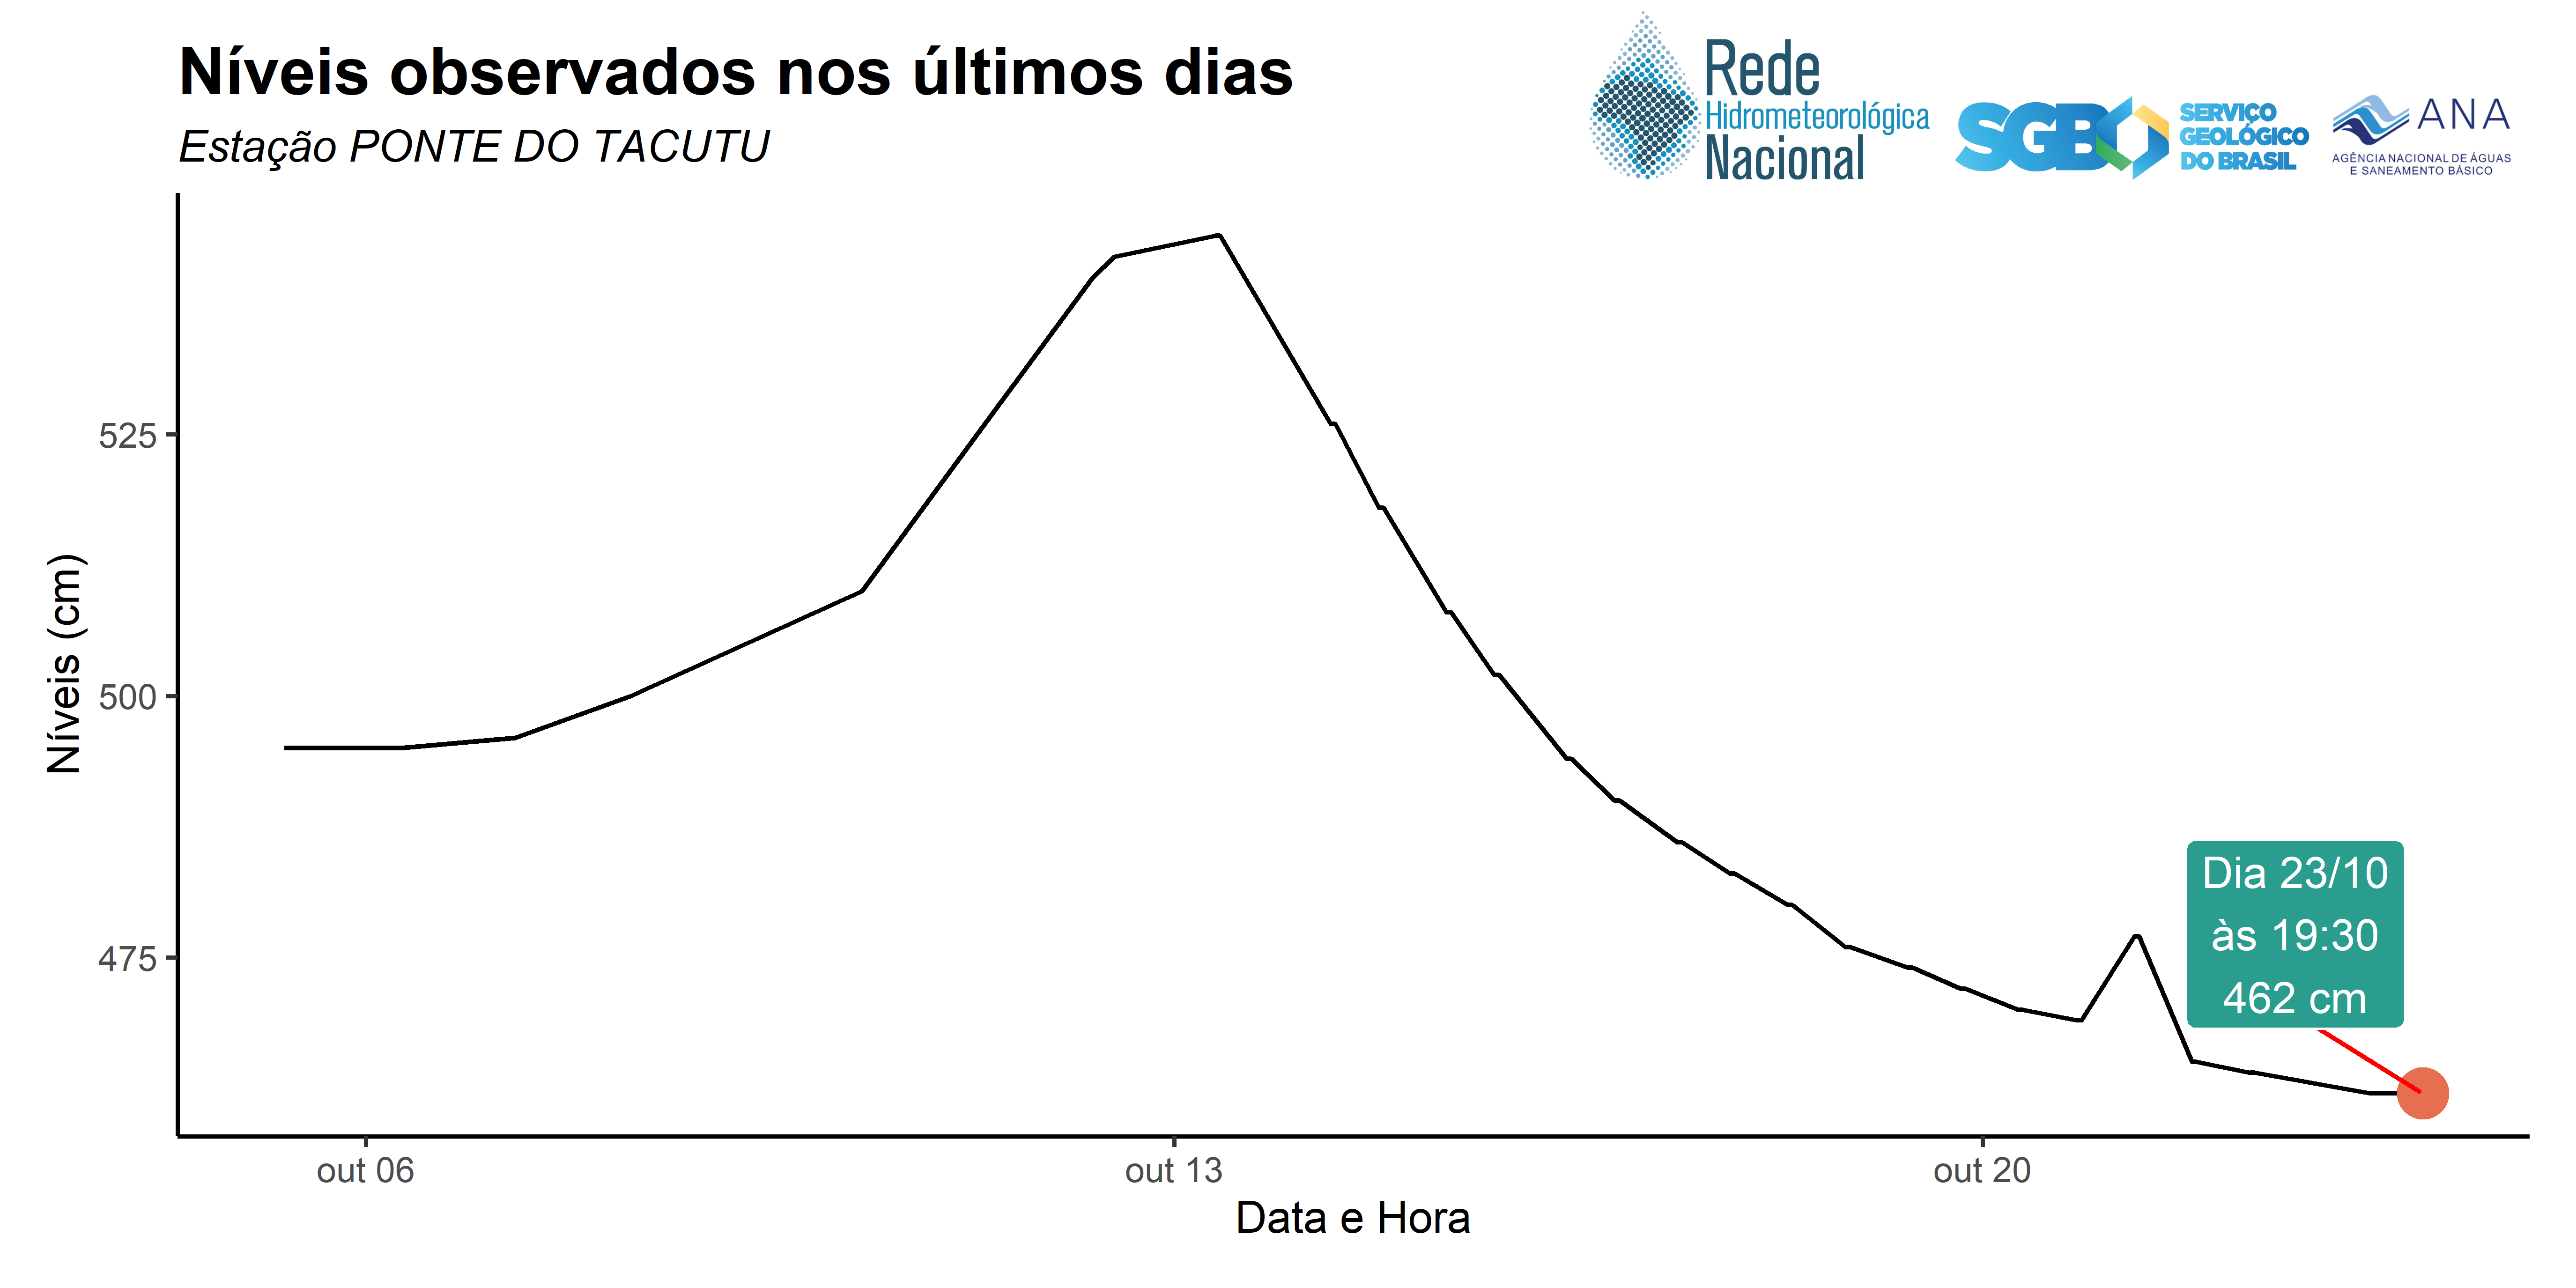 Níveis observados nos últimos dias
Estação PONTE DO TACUTU
Rede
Hidrometeorológica
Nacional
SGB
SERVIÇO
GEOLÓGICO
DO BRASIL
ANA
AGÊNCIA NACIONAL DE ÁGUAS
E SANEAMENTO BÁSICO
Níveis (cm)
525
500
475
Dia 23/10
às 19:30
462 cm
out 06
out 13
out 20
Data e Hora